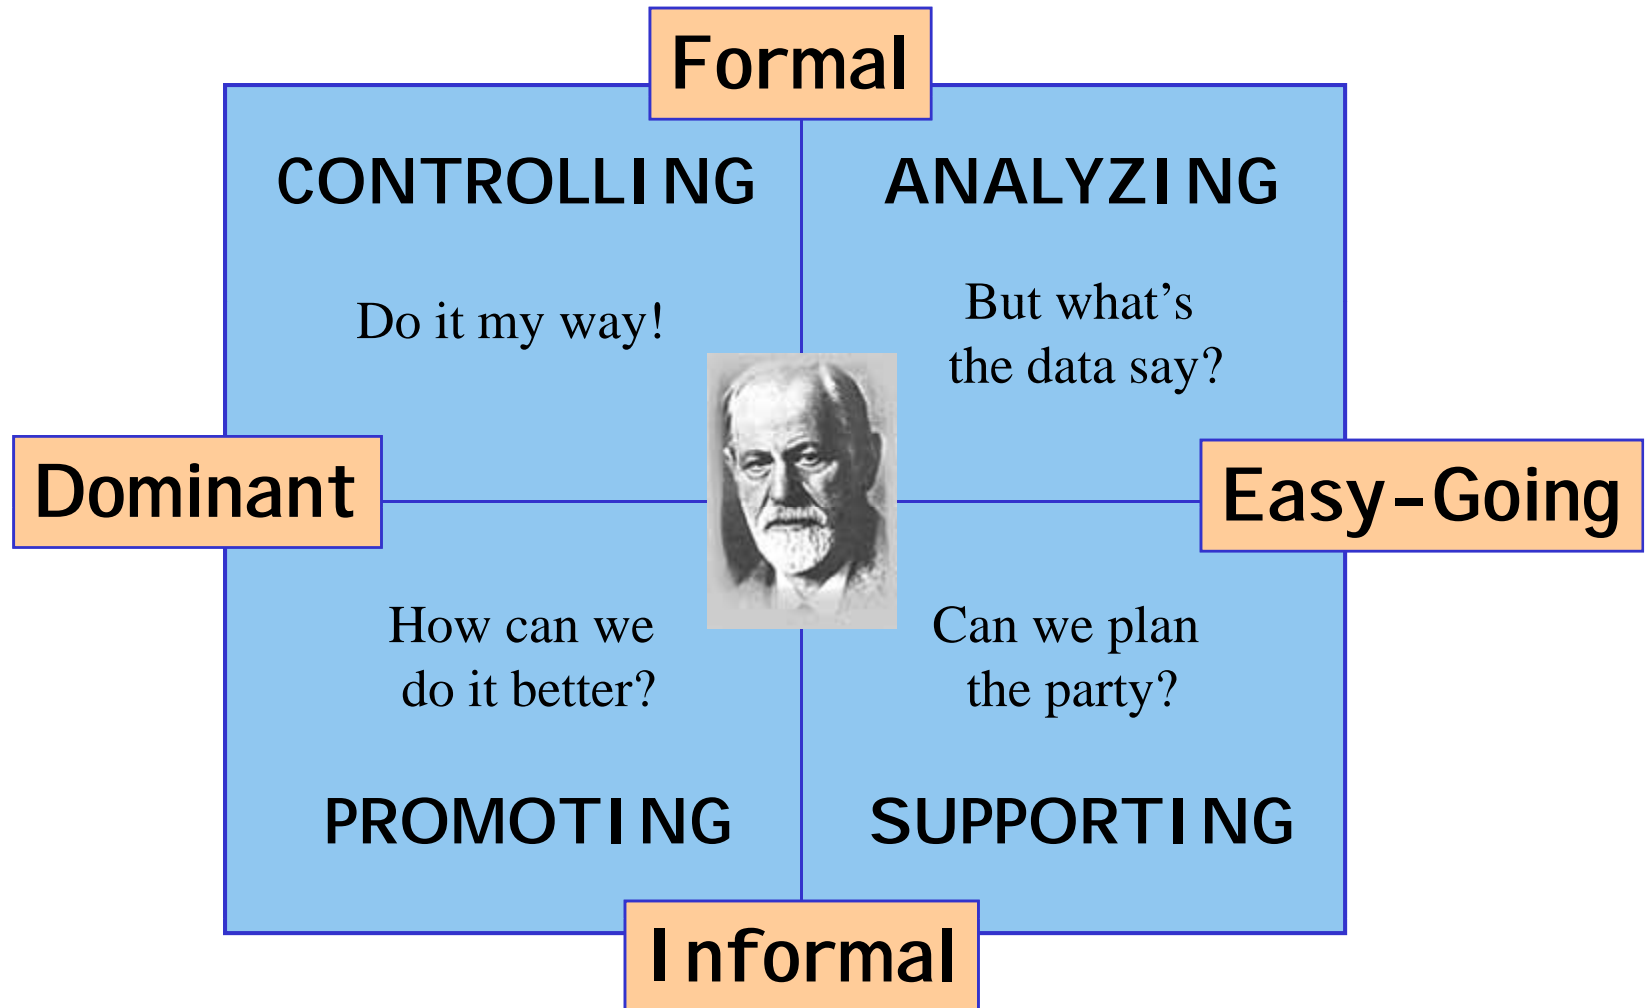 Formal
CONTROLLING
ANALYZING
Do it my way!
But what's
the data say?
Dominant
Easy-Going
How can we
do it better?
Can we plan
the party?
PROMOTING
SUPPORTING
Informal